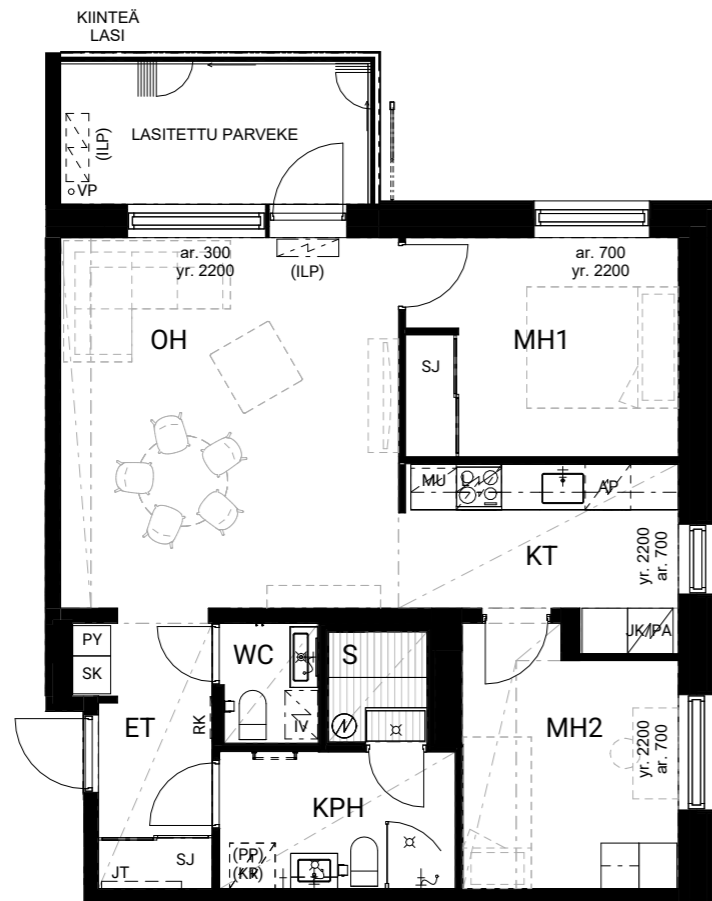 KIINTEÄ
LASI
LASITETTU PARVEKE
(ILP)
VP
ar. 300
yr. 2200
(ILP)
ar. 700
yr. 2200
OH
MH1
SJ
MU
L
AP
KT
yr. 2200
ar. 700
JK/PA
PY
SK
WC
S
IV
ET
RK
MH2
yr. 2200
ar. 700
KPH
(PP)
(KR)
JT
SJ